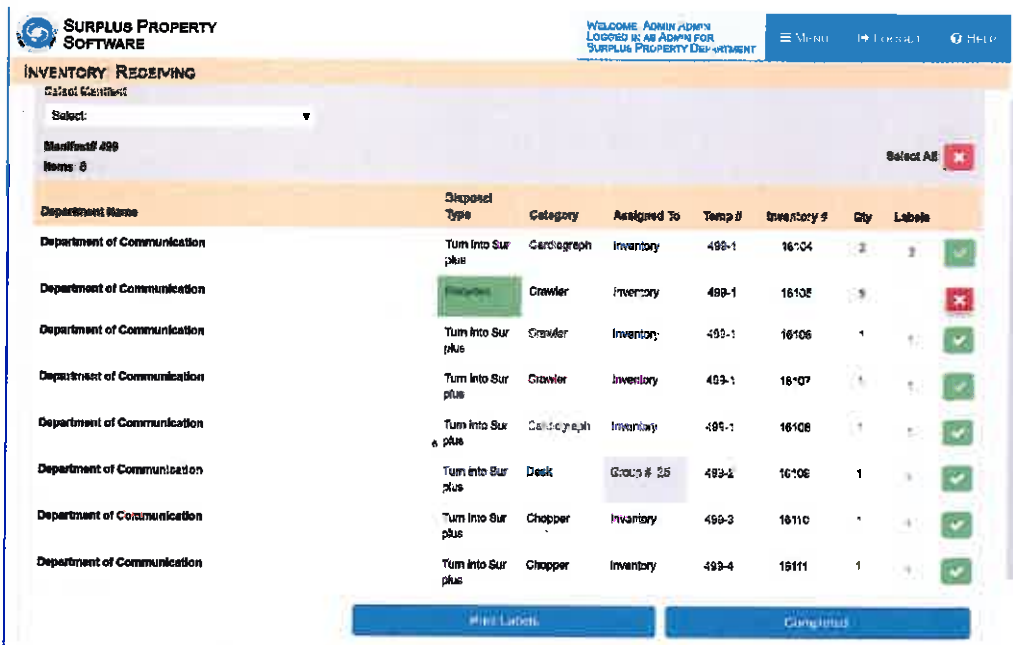 SURPLUS PROPERTY
SOFTWARE
WELCOME ADMIN ADMIN
LOGGED IN AS ADMIN FOR
SURPLUS PROPERTY DEPARTMENT
MENU LOGOUT HELP
INVENTORY RECEIVING
Select Manifest
Select:
Manifest# 499
Items: 8
Select All
Department Name Disposal Type Category Assigned To Temp # Inventory # Qty Labels
Department of Communication Turn Into Sur Cardiograph Inventory 499-1 16104
plus
Department of Communication Crawler Inventory 499-1 16105
Department of Communication Turn Into Sur Crawler Inventory 499-1 16106 1 1
plus
Department of Communication Turn Into Sur Crawler Inventory 499-1 16107 1 1
plus
Department of Communication Turn Into Sur Cardiograph Inventory 499-1 16108 1 1
plus
Department of Communication Turn Into Sur Desk Group # 25 499-2 16109 1
plus
Department of Communication Turn Into Sur Chopper Inventory 499-3 16110 1
plus
Department of Communication Turn Into Sur Chopper Inventory 499-4 16111 1
plus
Print Labels Completed